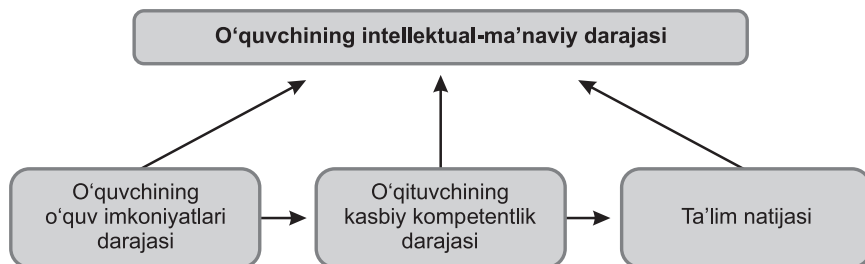 O‘quvchining intellektual-ma’naviy darajasi
O‘quvchining
o‘quv imkoniyatlari
darajasi
O‘qituvchining
kasbiy kompetentlik
darajasi
Ta’lim natijasi